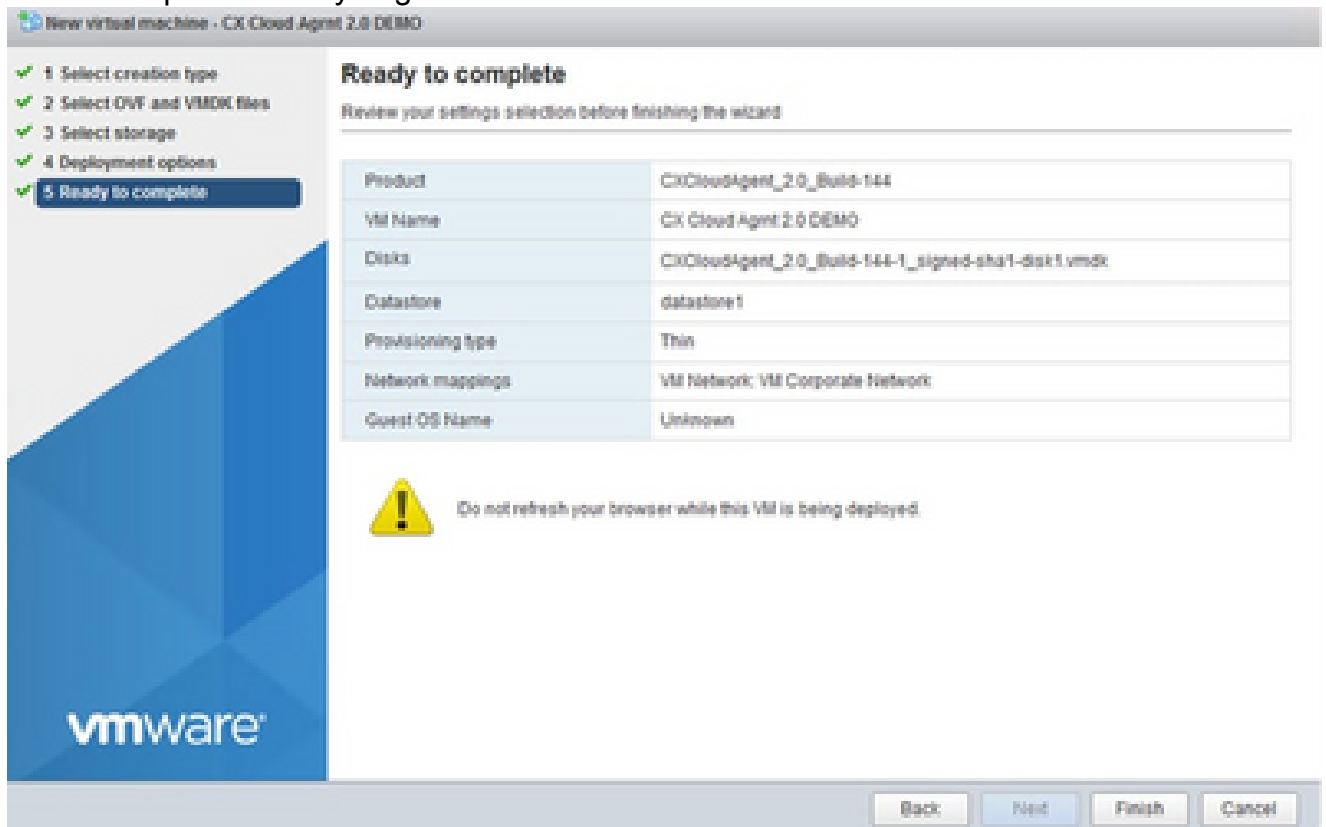 New virtual machine - CX Cloud Agmt 2.0 DEMO
1 Select creation type
2 Select OVF and VMDK files
3 Select storage
4 Deployment options
5 Ready to complete
Ready to complete
Review your settings selection before finishing the wizard
Product CXCloudAgent_2.0_Build-144
VM Name CX Cloud Agmt 2.0 DEMO
Disks CXCloudAgent_2.0_Build-144-1_signed-sha1-disk1.vmdk
Datastore datastore1
Provisioning type Thin
Network mappings VM Network: VM Corporate Network
Guest OS Name Unknown
Do not refresh your browser while this VM is being deployed.
vmware
Back Next Finish Cancel